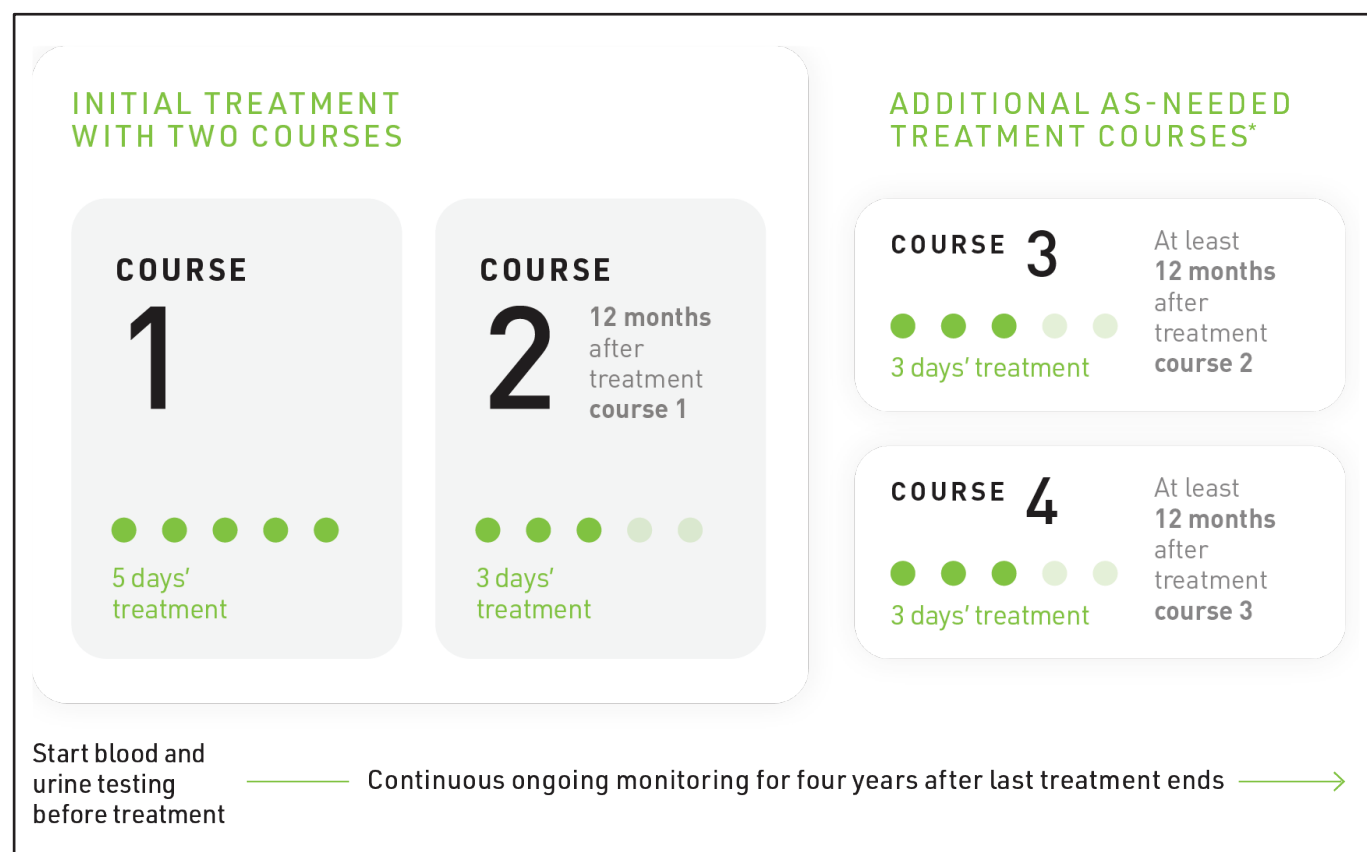 INITIAL TREATMENT
WITH TWO COURSES
COURSE
1
5 days’
treatment
COURSE
2
12 months
after
treatment
course 1
3 days’
treatment
ADDITIONAL AS-NEEDED
TREATMENT COURSES*
COURSE 3
3 days’ treatment
At least
12 months
after
treatment
course 2
COURSE 4
3 days’ treatment
At least
12 months
after
treatment
course 3
Start blood and
urine testing
before treatment
Continuous ongoing monitoring for four years after last treatment ends